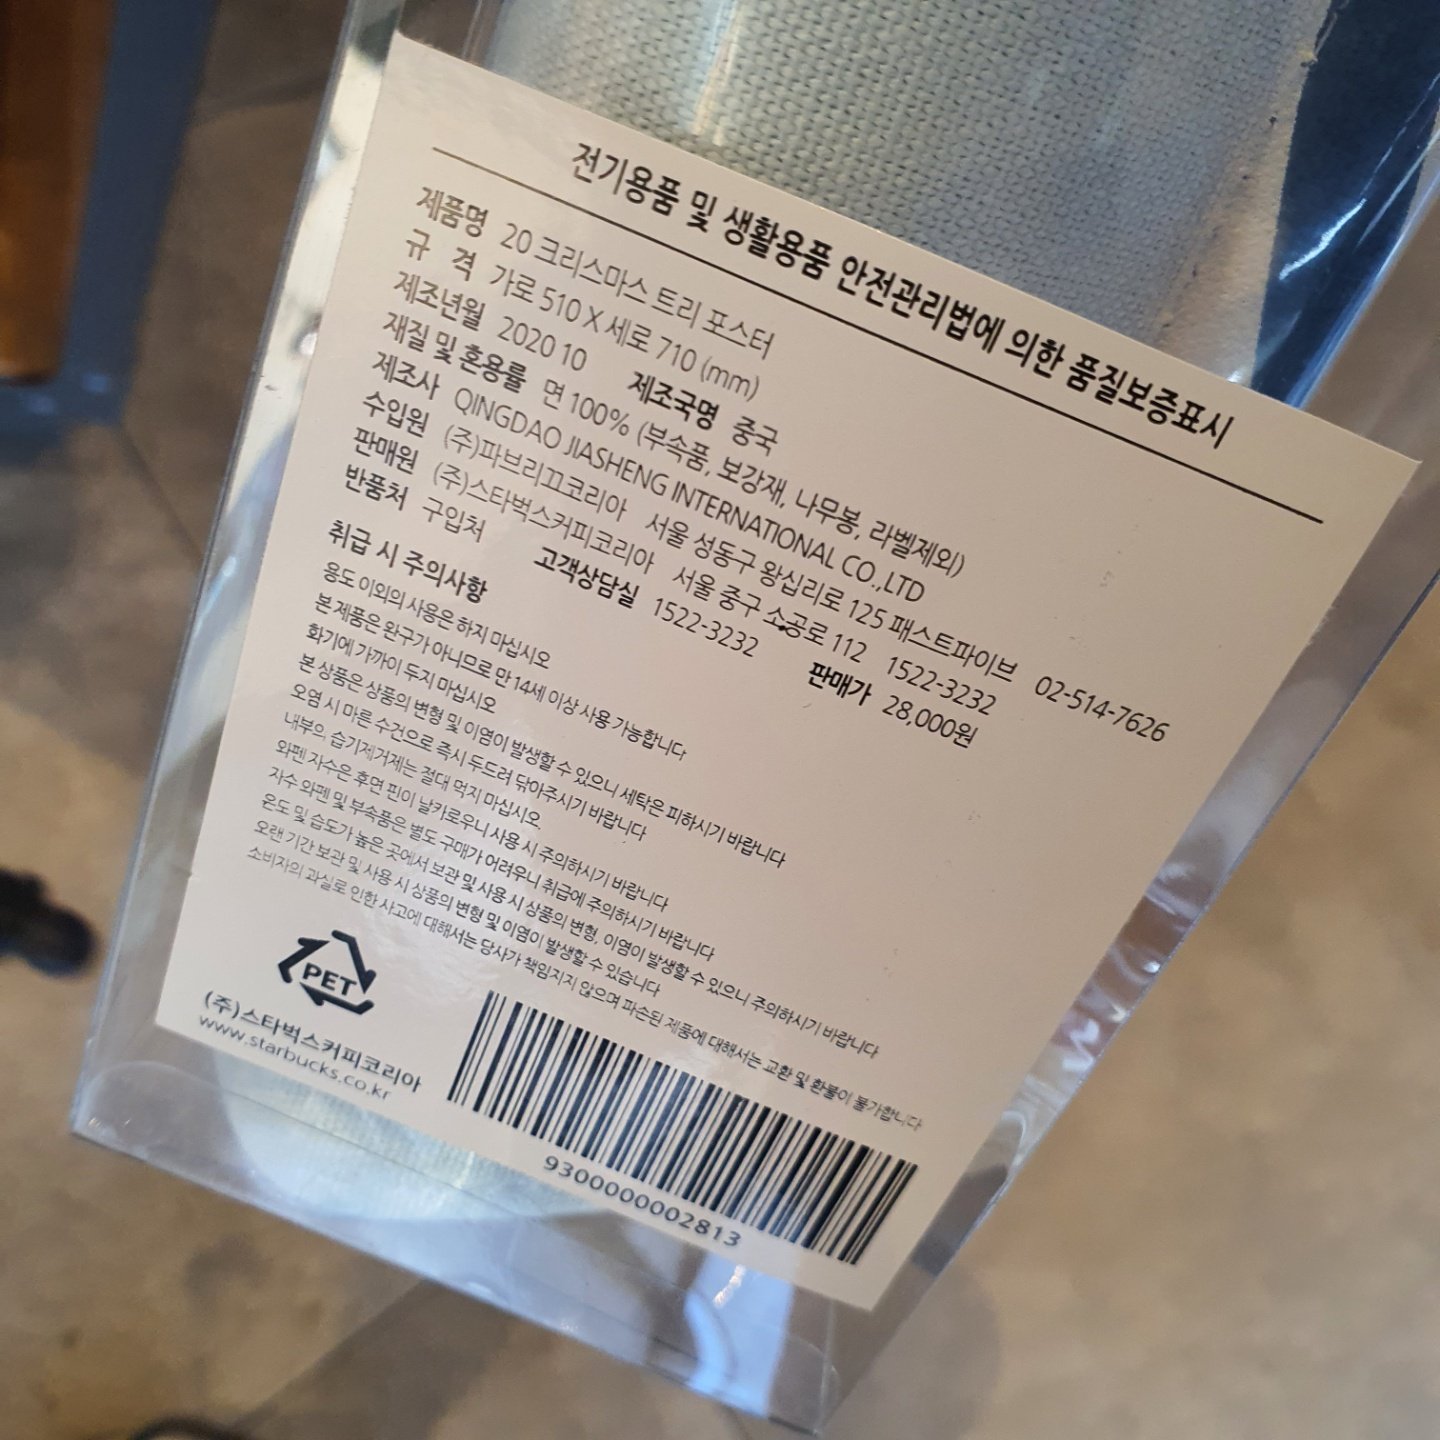 전기용품 및 생활용품 안전관리법에 의한 품질보증표시
제품명 20 크리스마스 트리 포스터
규 격 가로 510 X 세로 710 (mm)
제조년월 2020 10 제조국명 중국
재질 및 혼용률 면 100% (부속품, 보강재, 나무봉, 라벨제외)
제조사 QINGDAO JIASHENG INTERNATIONAL CO.,LTD
수입원 (주)파브리끄코리아 서울 성동구 왕십리로 125 패스트파이브 02-514-7626
판매원 (주)스타벅스커피코리아 서울 중구 소공로 112 1522-3232
반품처 구입처 고객상담실 1522-3232 판매가 28,000원
취급 시 주의사항
용도 이외의 사용은 하지 마십시오
본 제품은 완구가 아니므로 만 14세 이상 사용 가능합니다
화기에 가까이 두지 마십시오
본 상품은 상품의 변형 및 이염이 발생할 수 있으니 세탁은 피하시기 바랍니다
오염 시 마른 수건으로 즉시 두드려 닦아주시기 바랍니다
내부의, 습기제거제는 절대 먹지 마십시오.
와펜 자수은 후면 핀이 날카로우니 사용 시 주의하시기 바랍니다
자수 와펜 및 부속품은 별도 구매가 어려우니 취급에 주의하시기 바랍니다
온도 및 습도가 높은 곳에서 보관 및 사용 시 상품의 변형, 이염이 발생할 수 있으니 주의하시기 바랍니다
오랜 기간 보관 및 사용 시 상품의 변형 및 이염이 발생할 수 있습니다
소비자의 과실로 인한 사고에 대해서는 당사가 책임지지 않으며 파손된 제품에 대해서는 교환 및 환불이 불가합니다
PET
(주)스타벅스커피코리아
www.starbucks.co.kr
9300000002813